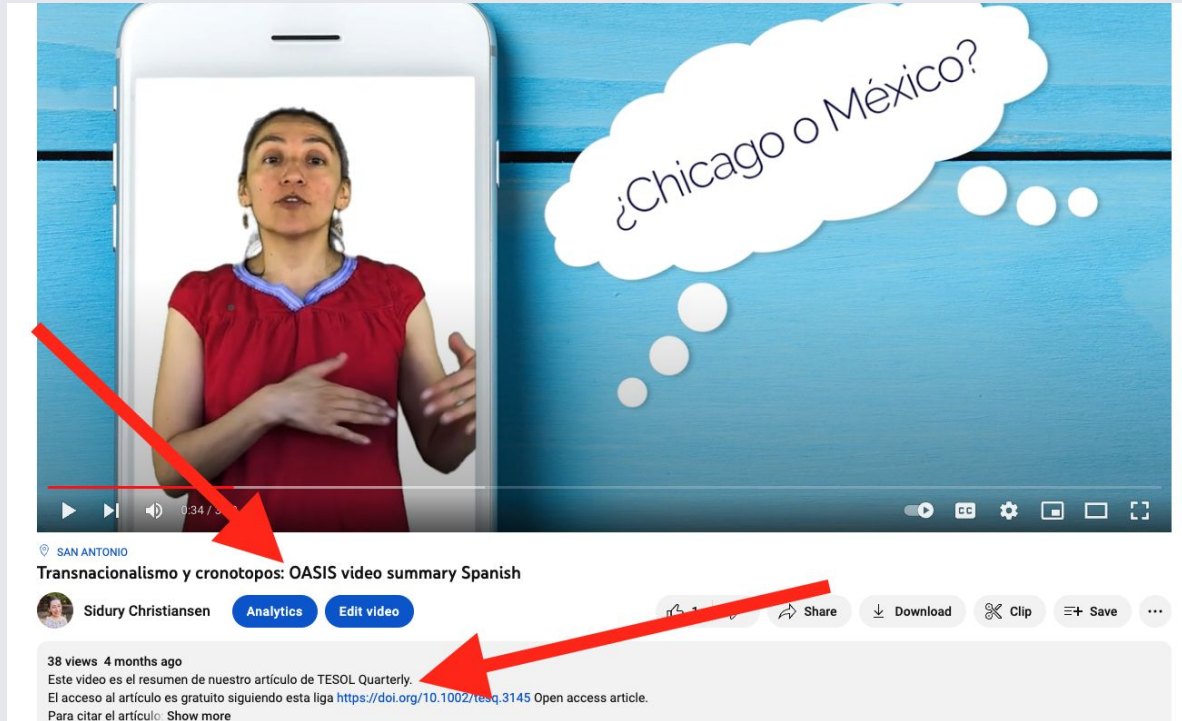 ¿Chicago o México?
0:34 /
CC
SAN ANTONIO
Transnacionalismo y cronotopos: OASIS video summary Spanish
Sidury Christiansen Analytics Edit video Share Download Clip Save
38 views 4 months ago
Este video es el resumen de nuestro artículo de TESOL Quarterly.
El acceso al artículo es gratuito siguiendo esta liga https://doi.org/10.1002/tesq.3145 Open access article.
Para citar el artículo: Show more